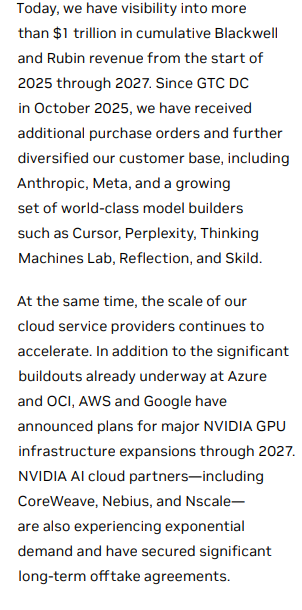 Today, we have visibility into more
than $1 trillion in cumulative Blackwell
and Rubin revenue from the start of
2025 through 2027. Since GTC DC
in October 2025, we have received
additional purchase orders and further
diversified our customer base, including
Anthropic, Meta, and a growing
set of world-class model builders
such as Cursor, Perplexity, Thinking
Machines Lab, Reflection, and Skild.
At the same time, the scale of our
cloud service providers continues to
accelerate. In addition to the significant
buildouts already underway at Azure
and OCI, AWS and Google have
announced plans for major NVIDIA GPU
infrastructure expansions through 2027.
NVIDIA AI cloud partners—including
CoreWeave, Nebius, and Nscale—
are also experiencing exponential
demand and have secured significant
long-term offtake agreements.